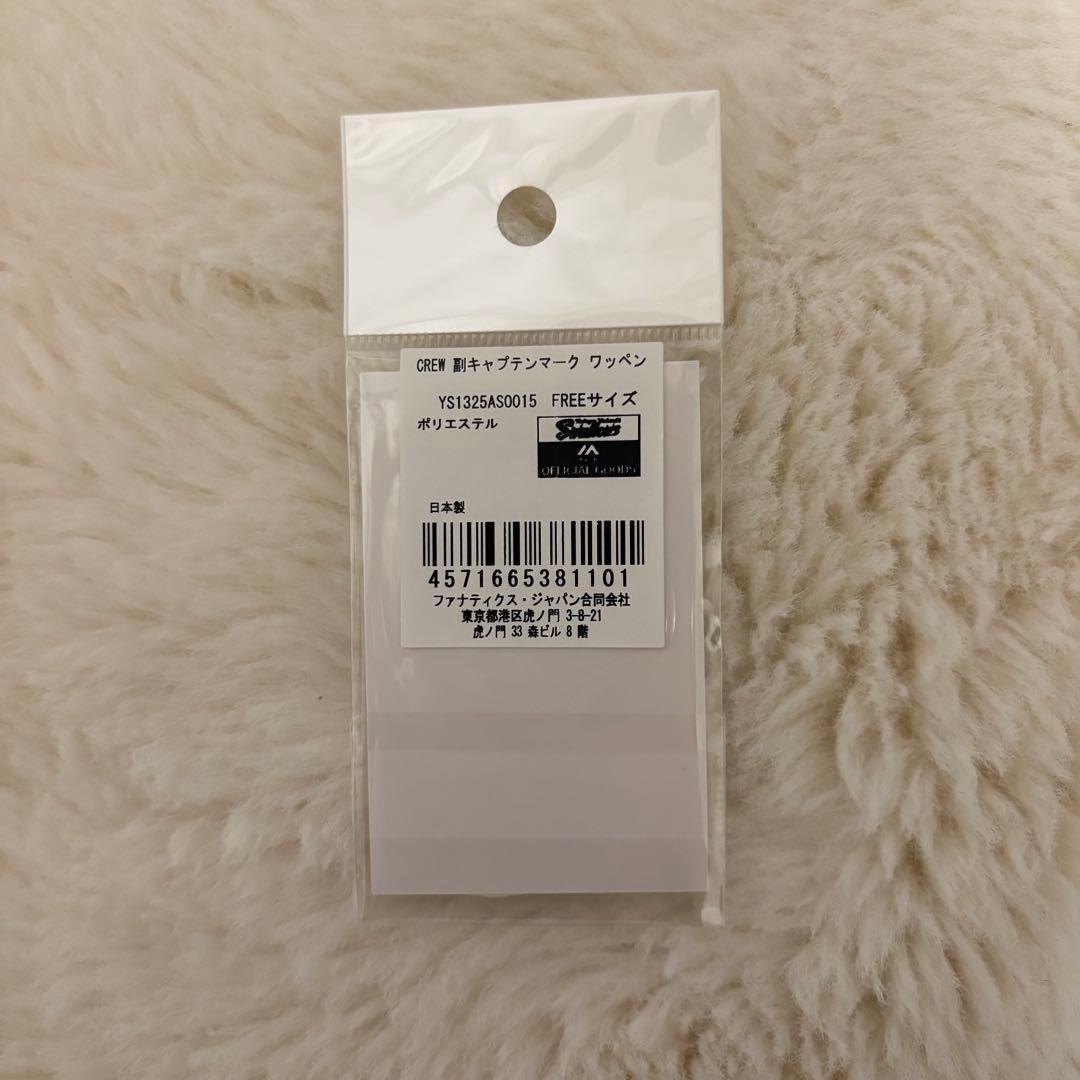 CREW 副キャプテンマーク ワッペン
YS1325AS0015 FREEサイズ
ポリエステル
Swallows
OFFICIAL GOODS
日本製
4571665381101
ファナティクス・ジャパン合同会社
東京都港区虎ノ門 3-8-21
虎ノ門 33 森ビル 8 階